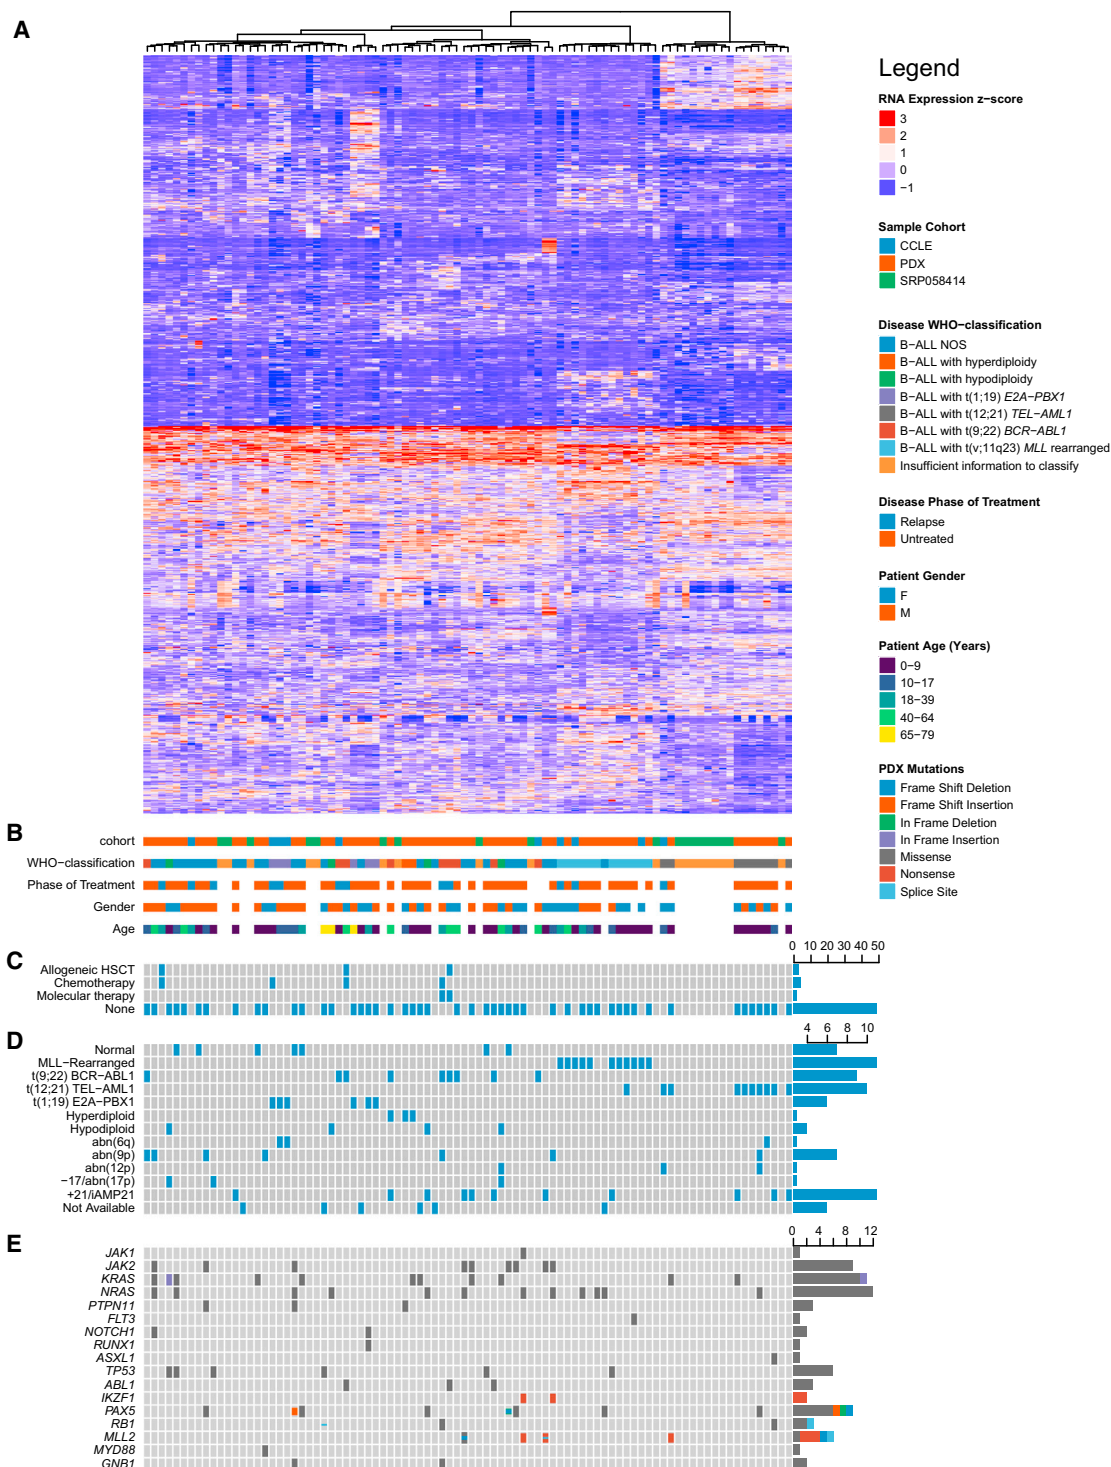 A
Legend
RNA Expression z−score
3
2
1
0
−1
Sample Cohort
CCLE
PDX
SRP058414
Disease WHO−classification
B−ALL NOS
B−ALL with hyperdiploidy
B−ALL with hypodiploidy
B−ALL with t(1;19) E2A−PBX1
B−ALL with t(12;21) TEL−AML1
B−ALL with t(9;22) BCR−ABL1
B−ALL with t(v;11q23) MLL rearranged
Insufficient information to classify
Disease Phase of Treatment
Relapse
Untreated
Patient Gender
F
M
Patient Age (Years)
0−9
10−17
18−39
40−64
65−79
PDX Mutations
Frame Shift Deletion
Frame Shift Insertion
In Frame Deletion
In Frame Insertion
Missense
Nonsense
Splice Site
B
cohort
WHO−classification
Phase of Treatment
Gender
Age
C
0 10 20 30 40 50
Allogeneic HSCT
Chemotherapy
Molecular therapy
None
D
4 6 8 10
Normal
MLL−Rearranged
t(9;22) BCR−ABL1
t(12;21) TEL−AML1
t(1;19) E2A−PBX1
Hyperdiploid
Hypodiploid
abn(6q)
abn(9p)
abn(12p)
−17/abn(17p)
+21/iAMP21
Not Available
E
0 4 8 12
JAK1
JAK2
KRAS
NRAS
PTPN11
FLT3
NOTCH1
RUNX1
ASXL1
TP53
ABL1
IKZF1
PAX5
RB1
MLL2
MYD88
GNB1